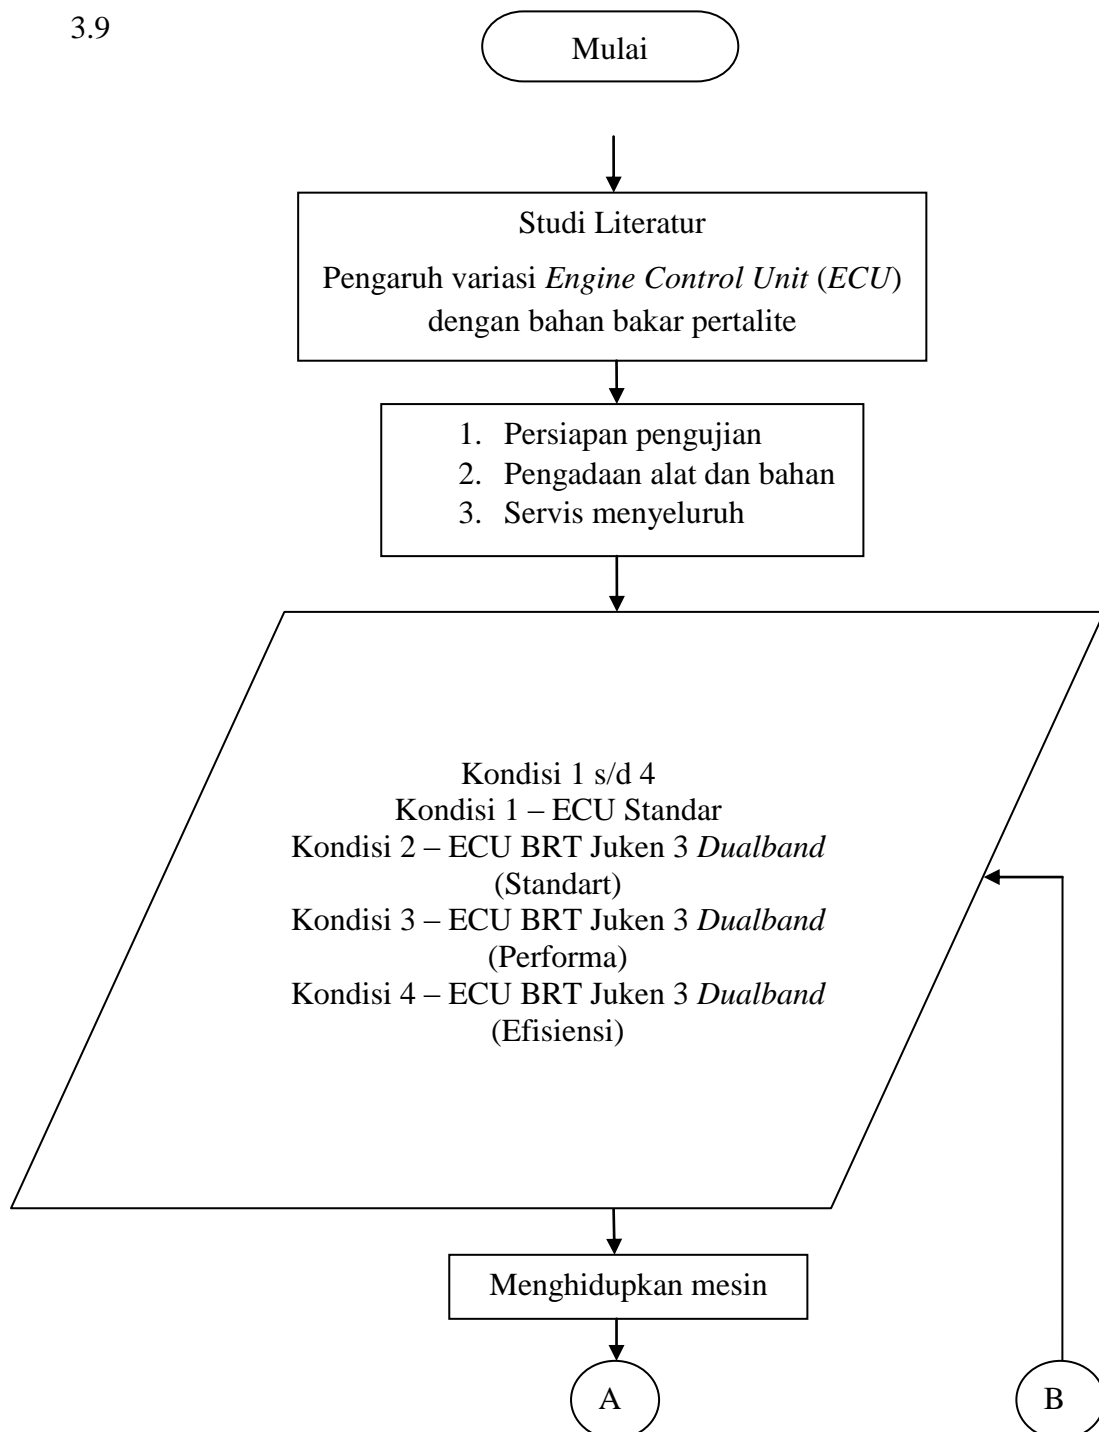 3.9
Mulai
Studi Literatur
Pengaruh variasi Engine Control Unit (ECU)
dengan bahan bakar pertalite
1. Persiapan pengujian
2. Pengadaan alat dan bahan
3. Servis menyeluruh
Kondisi 1 s/d 4
Kondisi 1 – ECU Standar
Kondisi 2 – ECU BRT Juken 3 Dualband
(Standart)
Kondisi 3 – ECU BRT Juken 3 Dualband
(Performa)
Kondisi 4 – ECU BRT Juken 3 Dualband
(Efisiensi)
Menghidupkan mesin
A
B